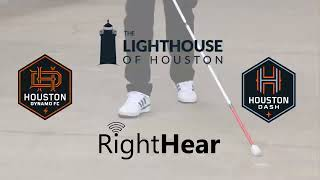 THE
LIGHTHOUSE
OF HOUSTON
HOUSTON
DYNAMO FC
HOUSTON
DASH
RightHear